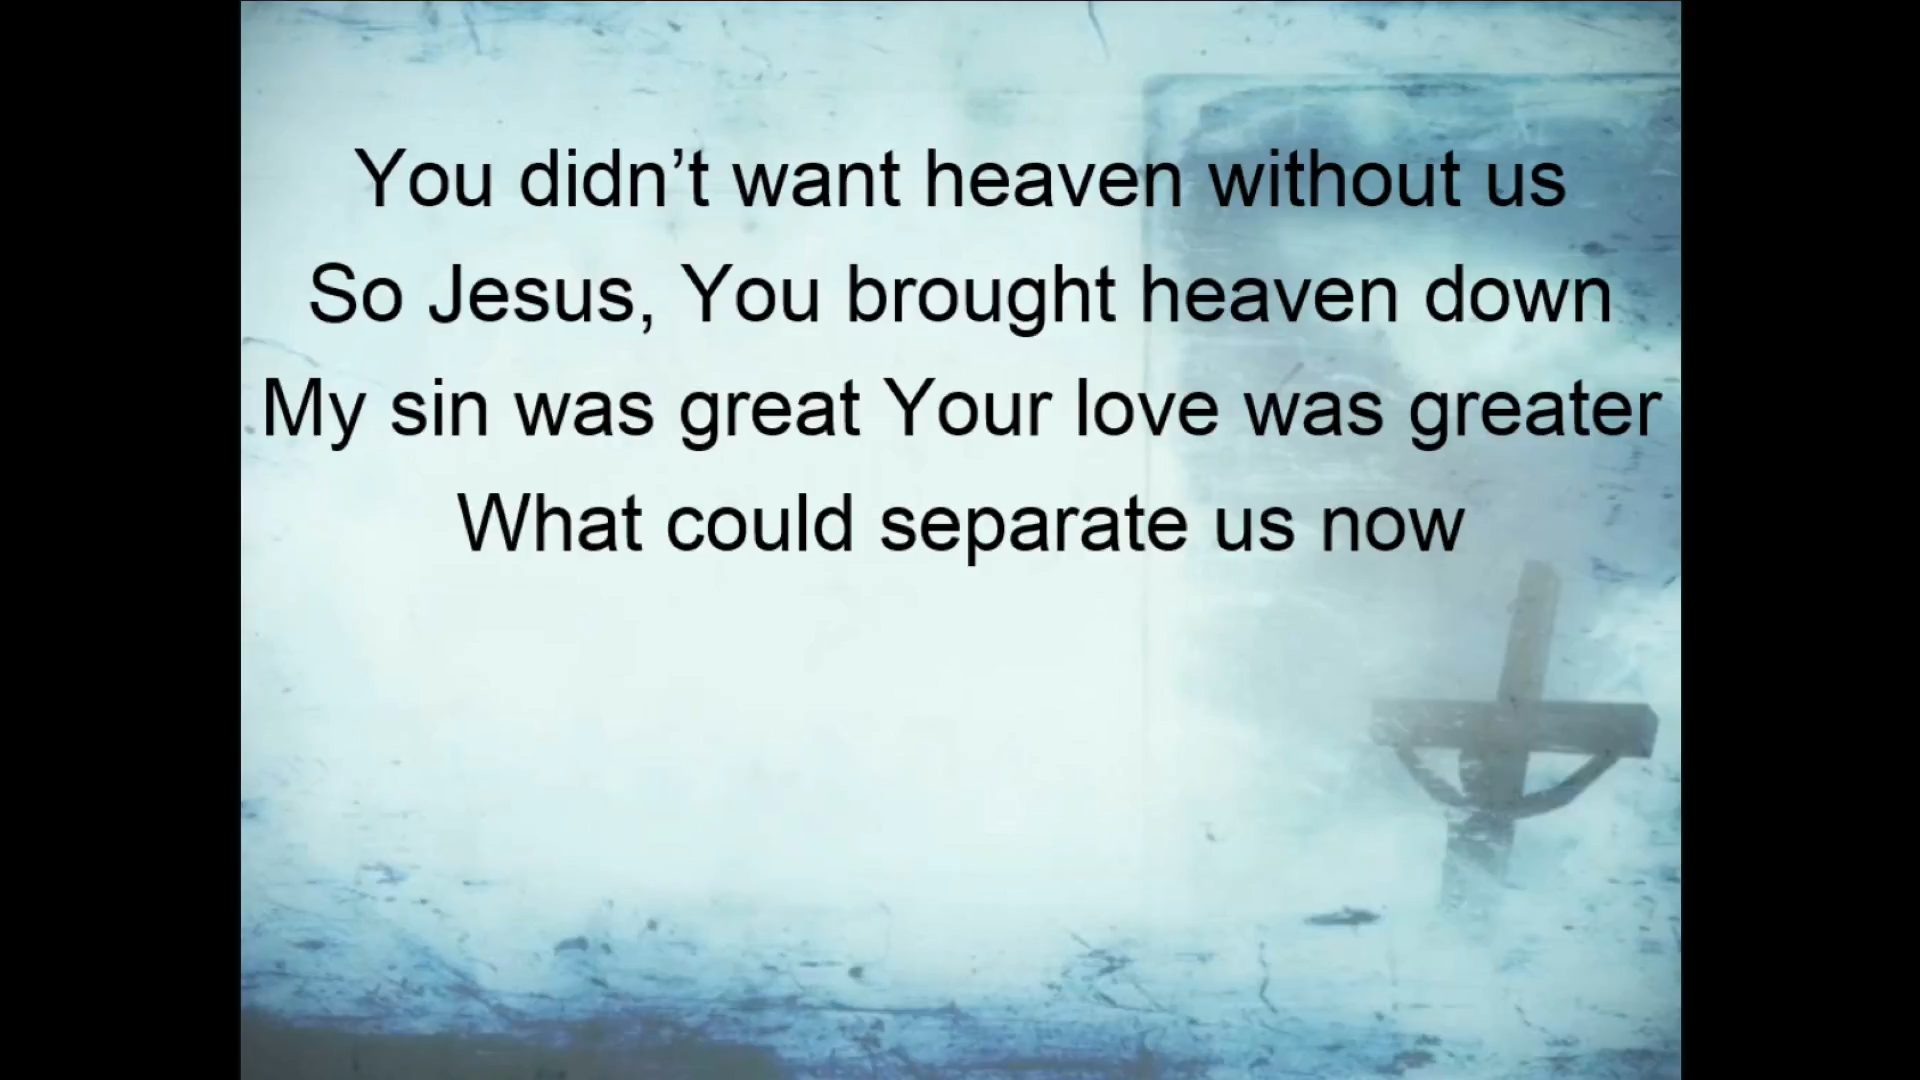 You didn’t want heaven without us
So Jesus, You brought heaven down
My sin was great Your love was greater
What could separate us now